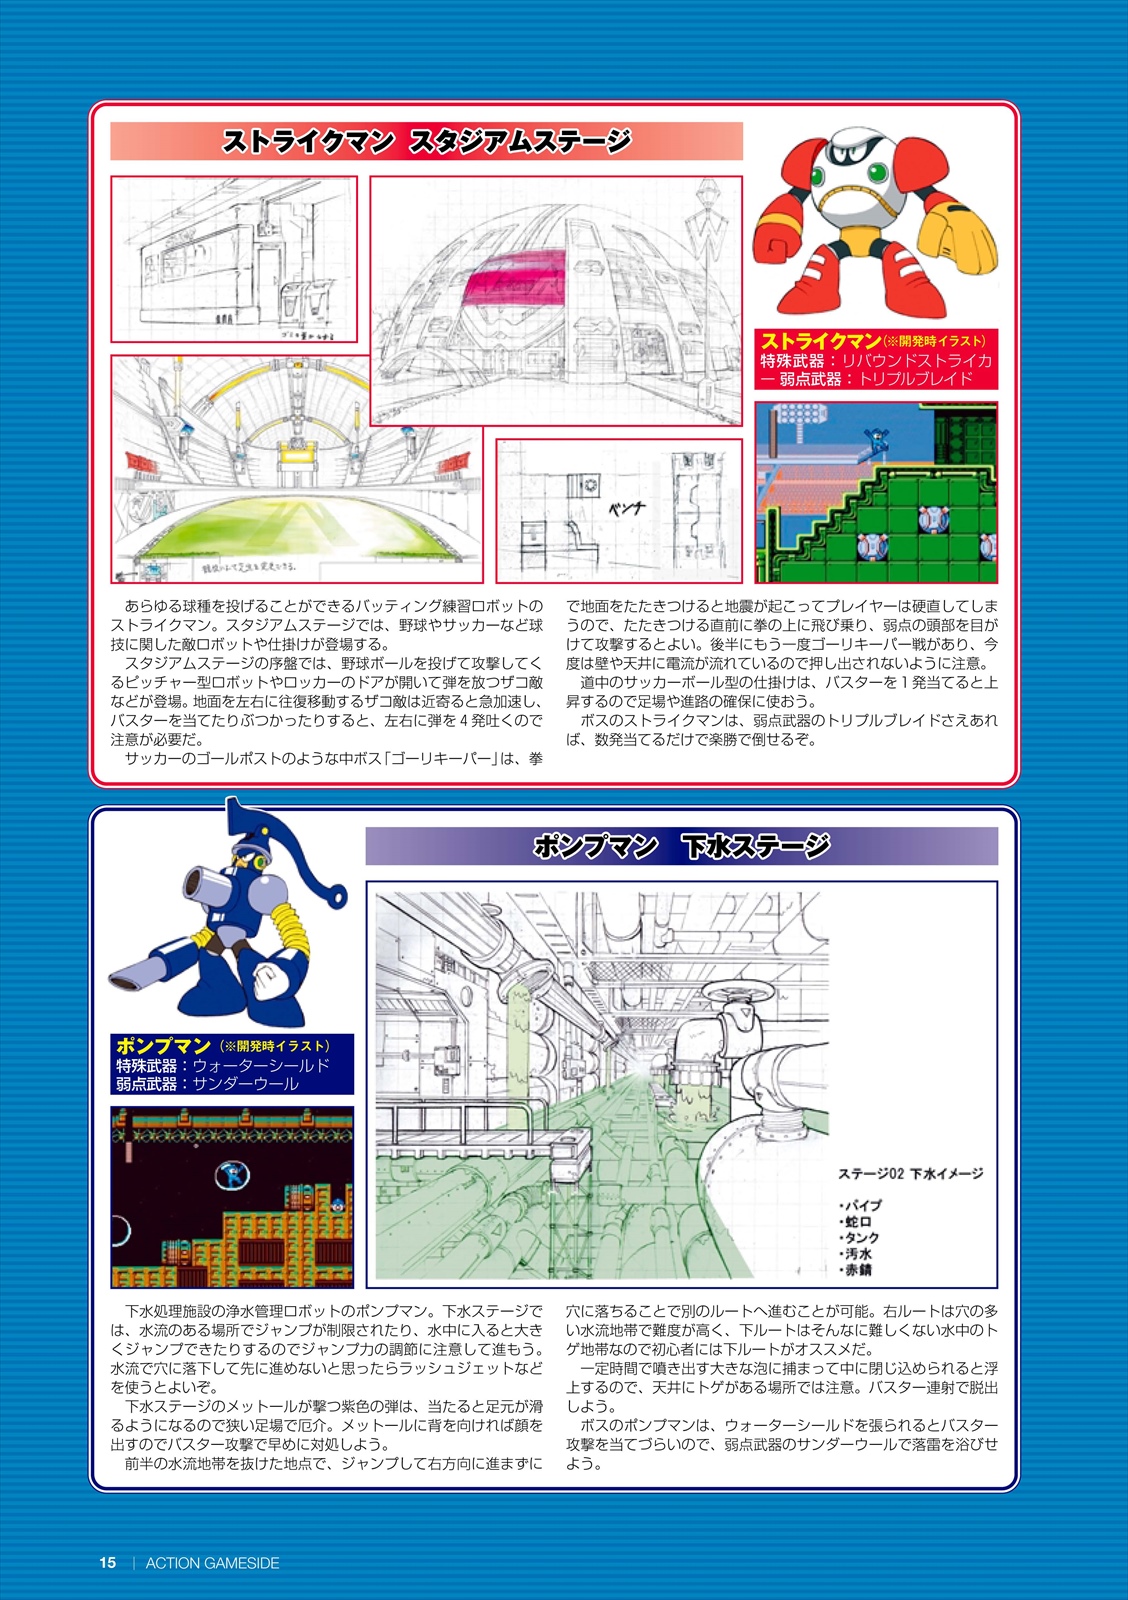 ストライクマン スタジアムステージ
ベンチ
ストライクマン(※開発時イラスト)
特殊武器：リバウンドストライカ
ー 弱点武器：トリプルブレイド
あらゆる球種を投げることができるバッティング練習ロボットの
ストライクマン。スタジアムステージでは、野球やサッカーなど球
技に関した敵ロボットや仕掛けが登場する。
スタジアムステージの序盤では、野球ボールを投げて攻撃してく
るピッチャー型ロボットやロッカーのドアが開いて弾を放つザコ敵
などが登場。地面を左右に往復移動するザコ敵は近寄ると急加速し、
バスターを当てたりぶつかったりすると、左右に弾を4発吐くので
注意が必要だ。
サッカーのゴールポストのような中ボス「ゴーリキーパー」は、拳
で地面をたたきつけると地震が起こってプレイヤーは硬直してしま
うので、たたきつける直前に拳の上に飛び乗り、弱点の頭部を目が
けて攻撃するとよい。後半にもう一度ゴーリキーパー戦があり、今
度は壁や天井に電流が流れているので押し出されないように注意。
道中のサッカーボール型の仕掛けは、バスターを1発当てると上
昇するので足場や進路の確保に使おう。
ボスのストライクマンは、弱点武器のトリプルブレイドさえあれ
ば、数発当てるだけで楽勝で倒せるぞ。
ポンプマン 下水ステージ
ポンプマン(※開発時イラスト)
特殊武器：ウォーターシールド
弱点武器：サンダーウール
ステージ02 下水イメージ
・パイプ
・蛇口
・タンク
・汚水
・赤錆
下水処理施設の浄水管理ロボットのポンプマン。下水ステージで
は、水流のある場所でジャンプが制限されたり、水中に入ると大き
くジャンプできたりするのでジャンプ力の調節に注意して進もう。
水流で穴に落下して先に進めないと思ったらラッシュジェットなど
を使うとよいぞ。
下水ステージのメットールが撃つ紫色の弾は、当たると足元が滑
るようになるので狭い足場で厄介。メットールに背を向ければ顔を
出すのでバスター攻撃で早めに対処しよう。
前半の水流地帯を抜けた地点で、ジャンプして右方向に進まずに
穴に落ちることで別のルートへ進むことが可能。右ルートは穴の多
い水流地帯で難度が高く、下ルートはそんなに難しくない水中のト
ゲ地帯なので初心者には下ルートがオススメだ。
一定時間で噴き出す大きな泡に捕まって中に閉じ込められると浮
上するので、天井にトゲがある場所では注意。バスター連射で脱出
しよう。
ボスのポンプマンは、ウォーターシールドを張られるとバスター
攻撃を当てづらいので、弱点武器のサンダーウールで落雷を浴びせ
よう。
15 | ACTION GAMESIDE